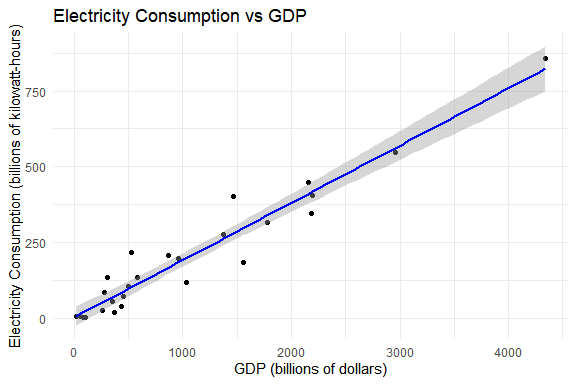 Electricity Consumption vs GDP
Electricity Consumption (billions of kilowatt-hours)
750
500
250
0
0 1000 2000 3000 4000
GDP (billions of dollars)